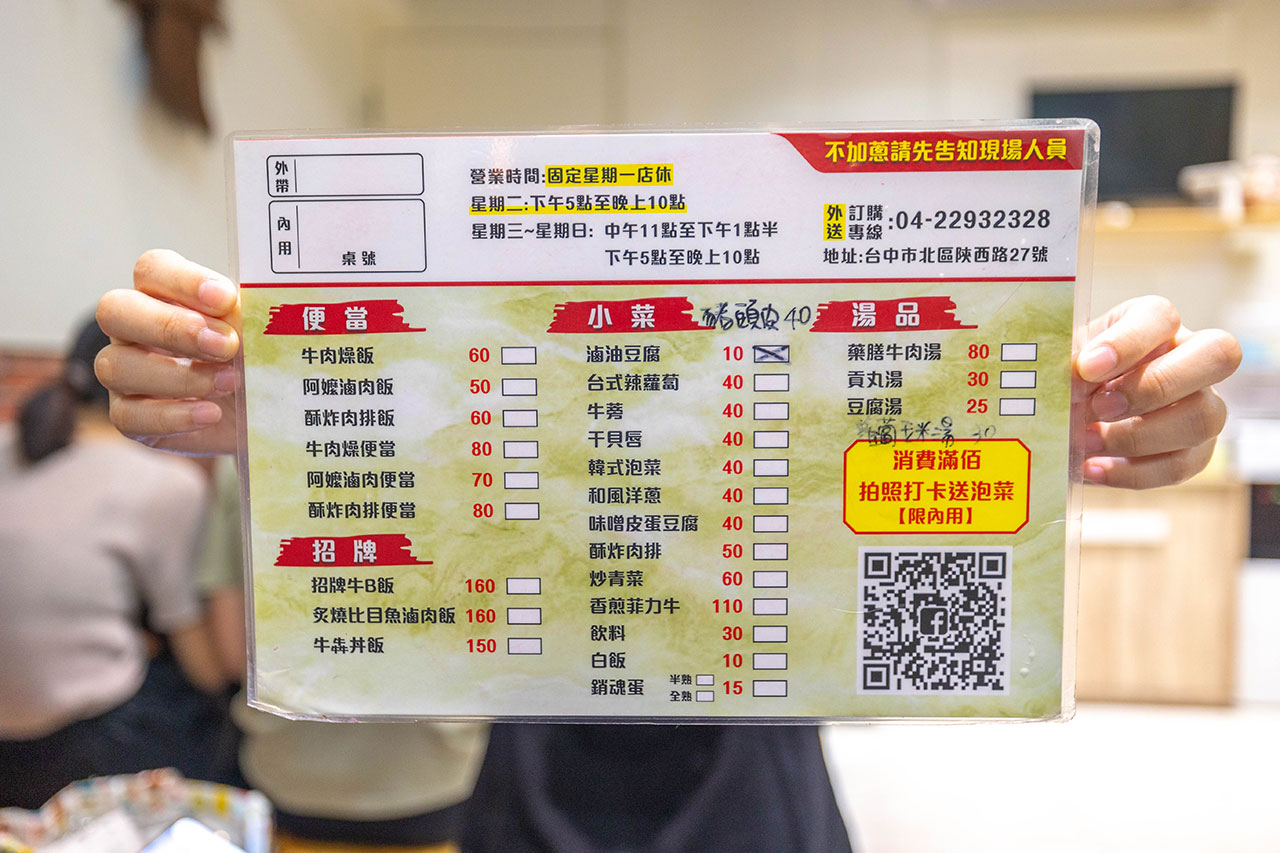 外帶
內用
桌號
營業時間:固定星期一店休
星期二:下午5點至晚上10點
星期三~星期日: 中午11點至下午1點半
下午5點至晚上10點
不加蔥請先告知現場人員
外送 訂購專線:04-22932328
地址:台中市北區陝西路27號
便當
牛肉燥飯 60
阿嬤滷肉飯 50
酥炸肉排飯 60
牛肉燥便當 80
阿嬤滷肉便當 70
酥炸肉排便當 80
招牌
招牌牛B飯 160
炙燒比目魚滷肉飯 160
牛犇丼飯 150
小菜 豬頭皮 40
滷油豆腐 10
台式辣蘿蔔 40
牛蒡 40
干貝唇 40
韓式泡菜 40
和風洋蔥 40
味噌皮蛋豆腐 40
酥炸肉排 50
炒青菜 60
香煎菲力牛 110
飲料 30
白飯 10
銷魂蛋 半熟 全熟 15
湯品
藥膳牛肉湯 80
貢丸湯 30
豆腐湯 25
玉米湯
消費滿佰
拍照打卡送泡菜
【限內用】